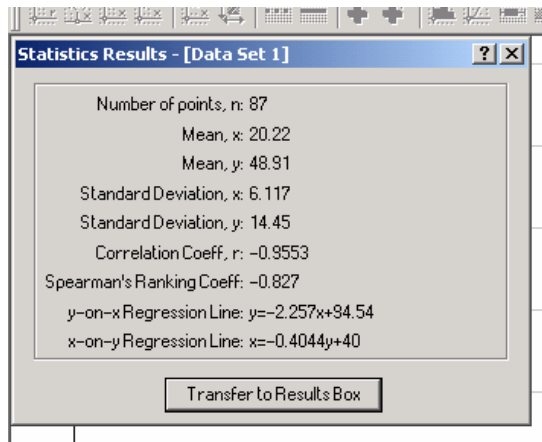 Statistics Results - [Data Set 1]
Number of points, n: 87
Mean, x: 20.22
Mean, y: 48.91
Standard Deviation, x: 6.117
Standard Deviation, y: 14.45
Correlation Coeff, r: -0.9553
Spearman's Ranking Coeff: -0.827
y-on-x Regression Line: y=-2.257x+94.54
x-on-y Regression Line: x=-0.4044y+40
Transfer to Results Box